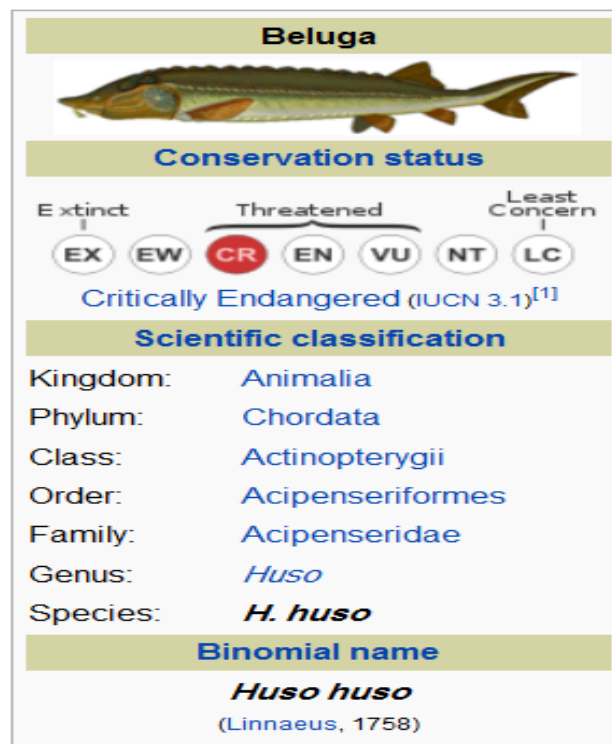 Beluga
Conservation status
Extinct Threatened Least Concern
EX EW CR EN VU NT LC
Critically Endangered (IUCN 3.1)[1]
Scientific classification
Kingdom: Animalia
Phylum: Chordata
Class: Actinopterygii
Order: Acipenseriformes
Family: Acipenseridae
Genus: Huso
Species: H. huso
Binomial name
Huso huso
(Linnaeus, 1758)